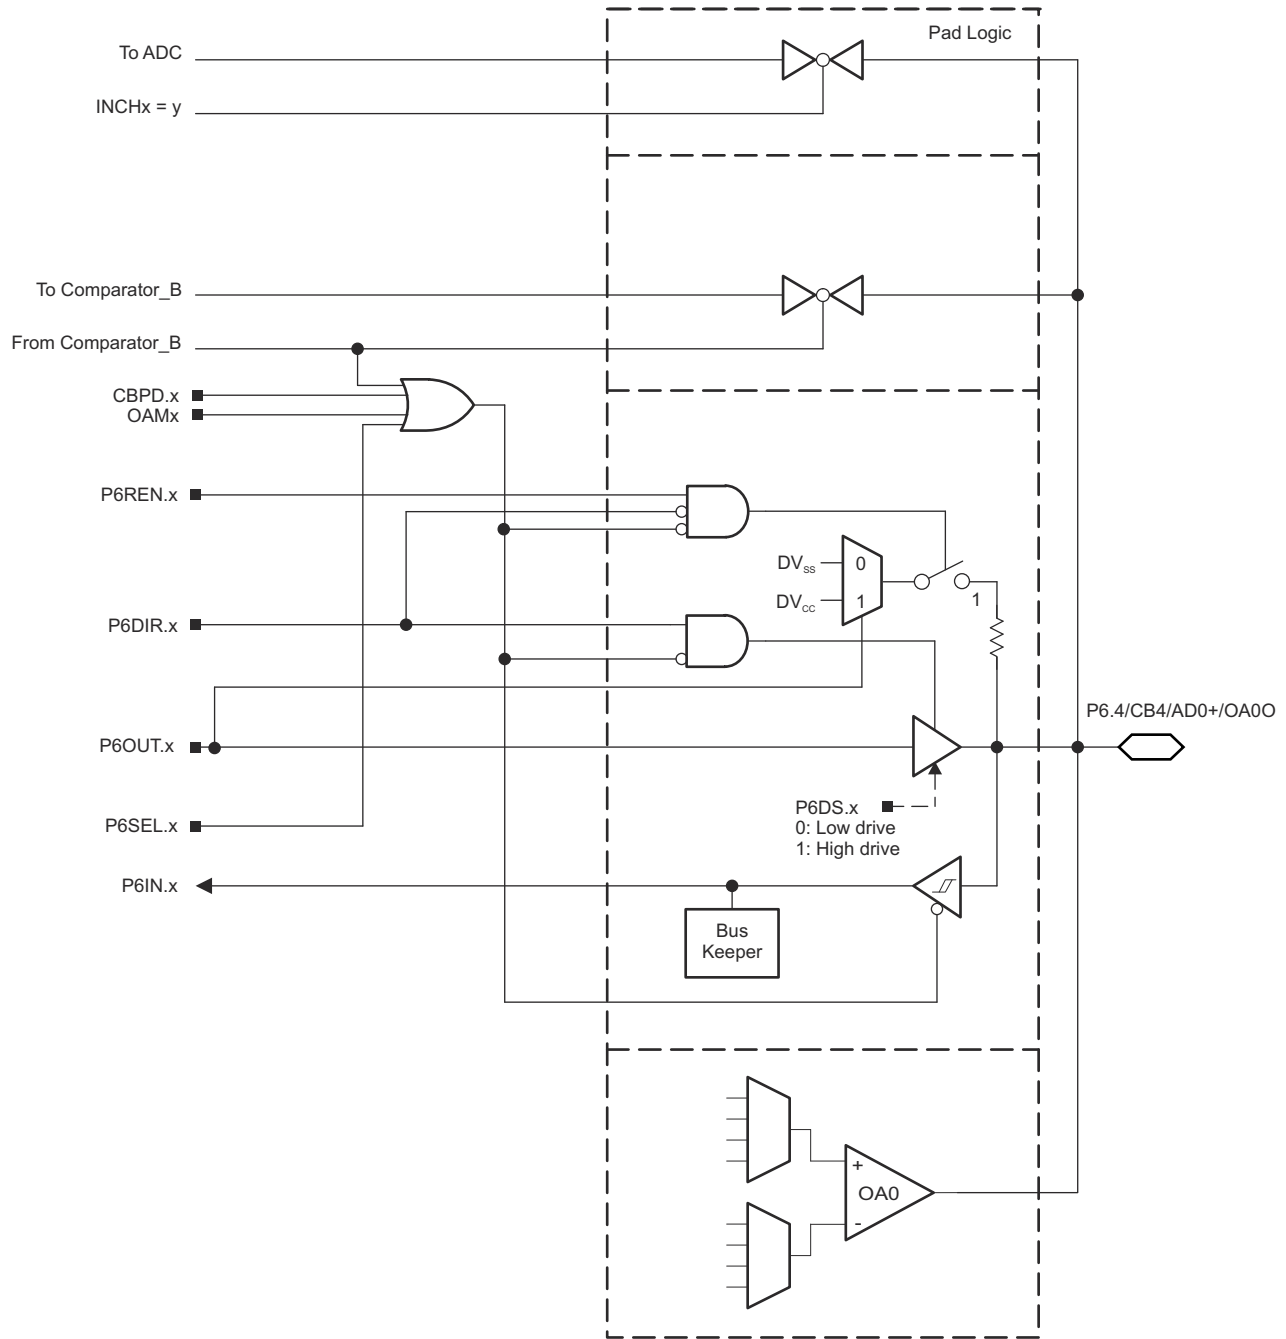 Pad Logic
To ADC
INCHx = y
To Comparator_B
From Comparator_B
CBPD.x
OAMx
P6REN.x
DVSS
0
DVCC
1
1
P6DIR.x
P6.4/CB4/AD0+/OA0O
P6OUT.x
P6DS.x
0: Low drive
1: High drive
P6SEL.x
P6IN.x
Bus
Keeper
+
OA0
-